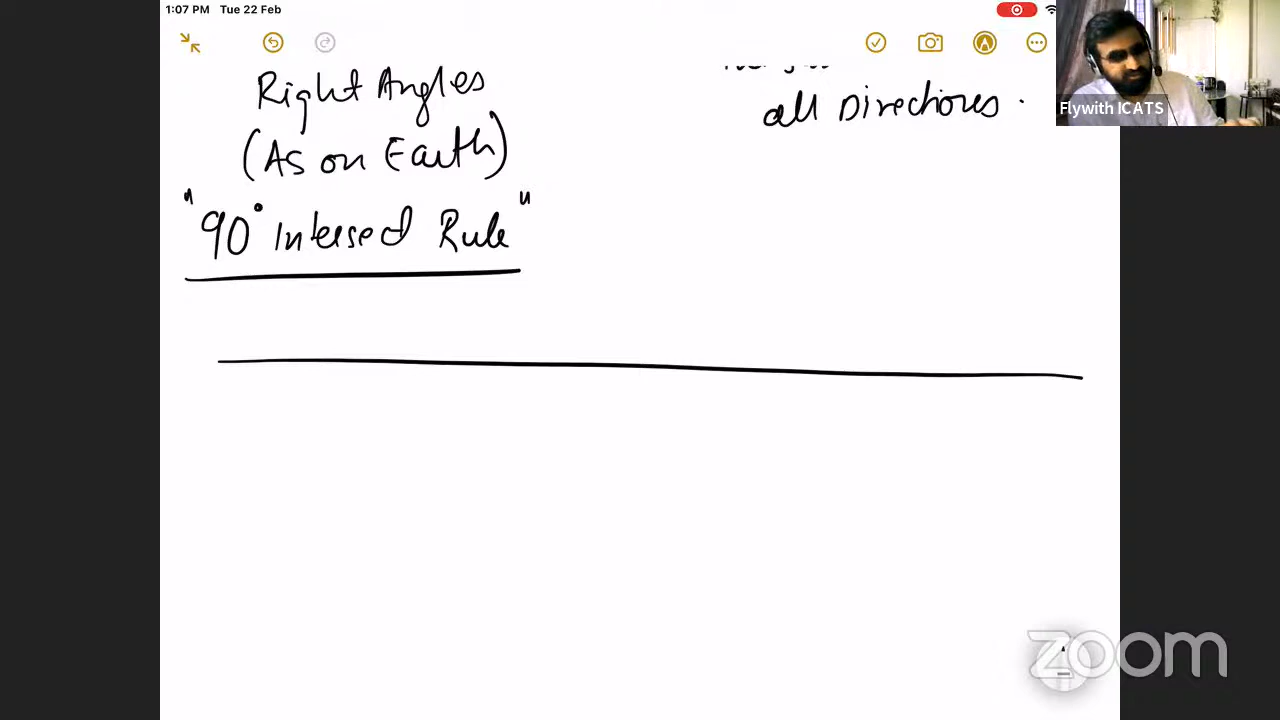 1:07 PM Tue 22 Feb
Right Angles
(As on Earth)
"90° Intersect Rule"
all Directions.
Flywith ICATS
zoom